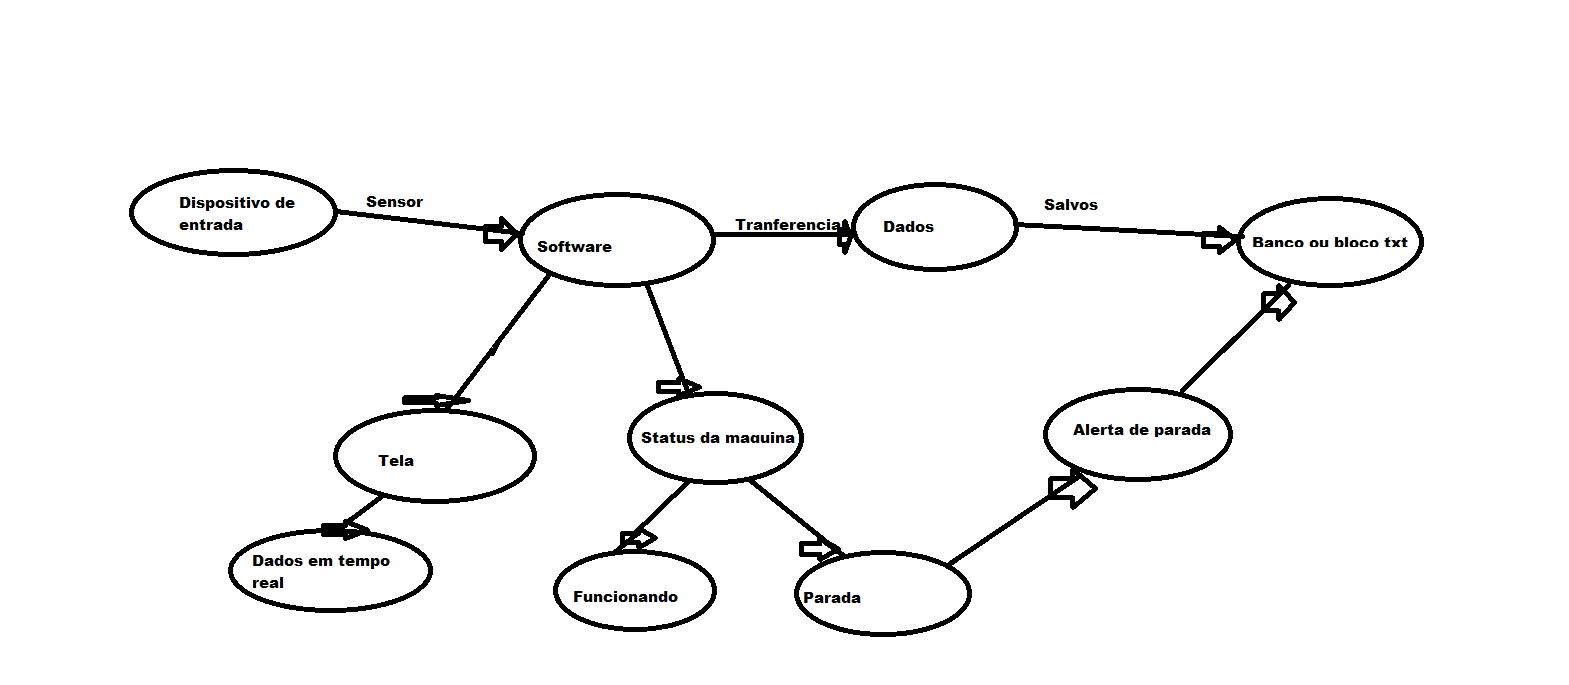 Dispositivo de
entrada
Sensor
Software
Tranferencia
Dados
Salvos
Banco ou bloco txt
Tela
Status da maquina
Alerta de parada
Dados em tempo
real
Funcionando
Parada